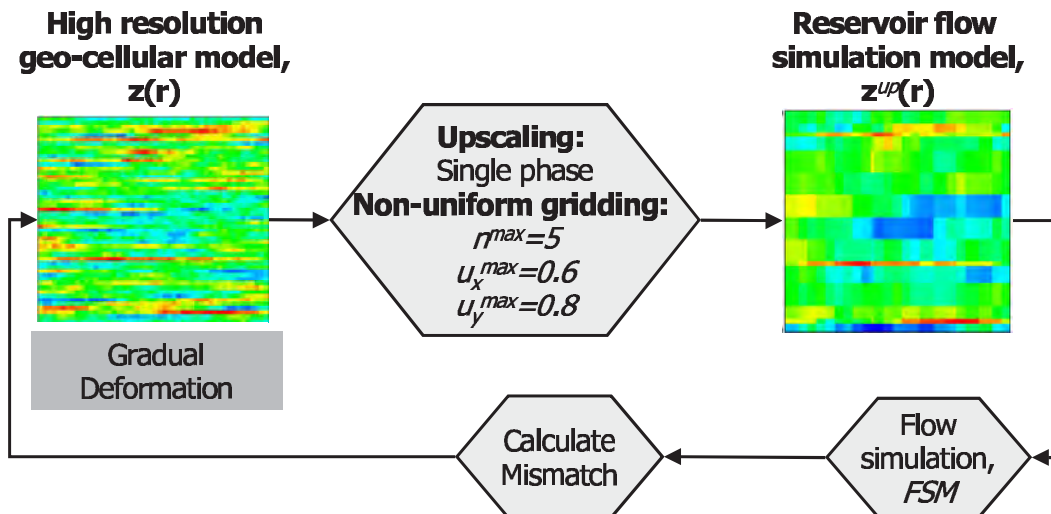 High resolution
geo-cellular model,
z(r)
Upscaling:
Single phase
Non-uniform gridding:
n^max=5
u_x^max=0.6
u_y^max=0.8
Reservoir flow
simulation model,
z^up(r)
Gradual
Deformation
Calculate
Mismatch
Flow
simulation,
FSM